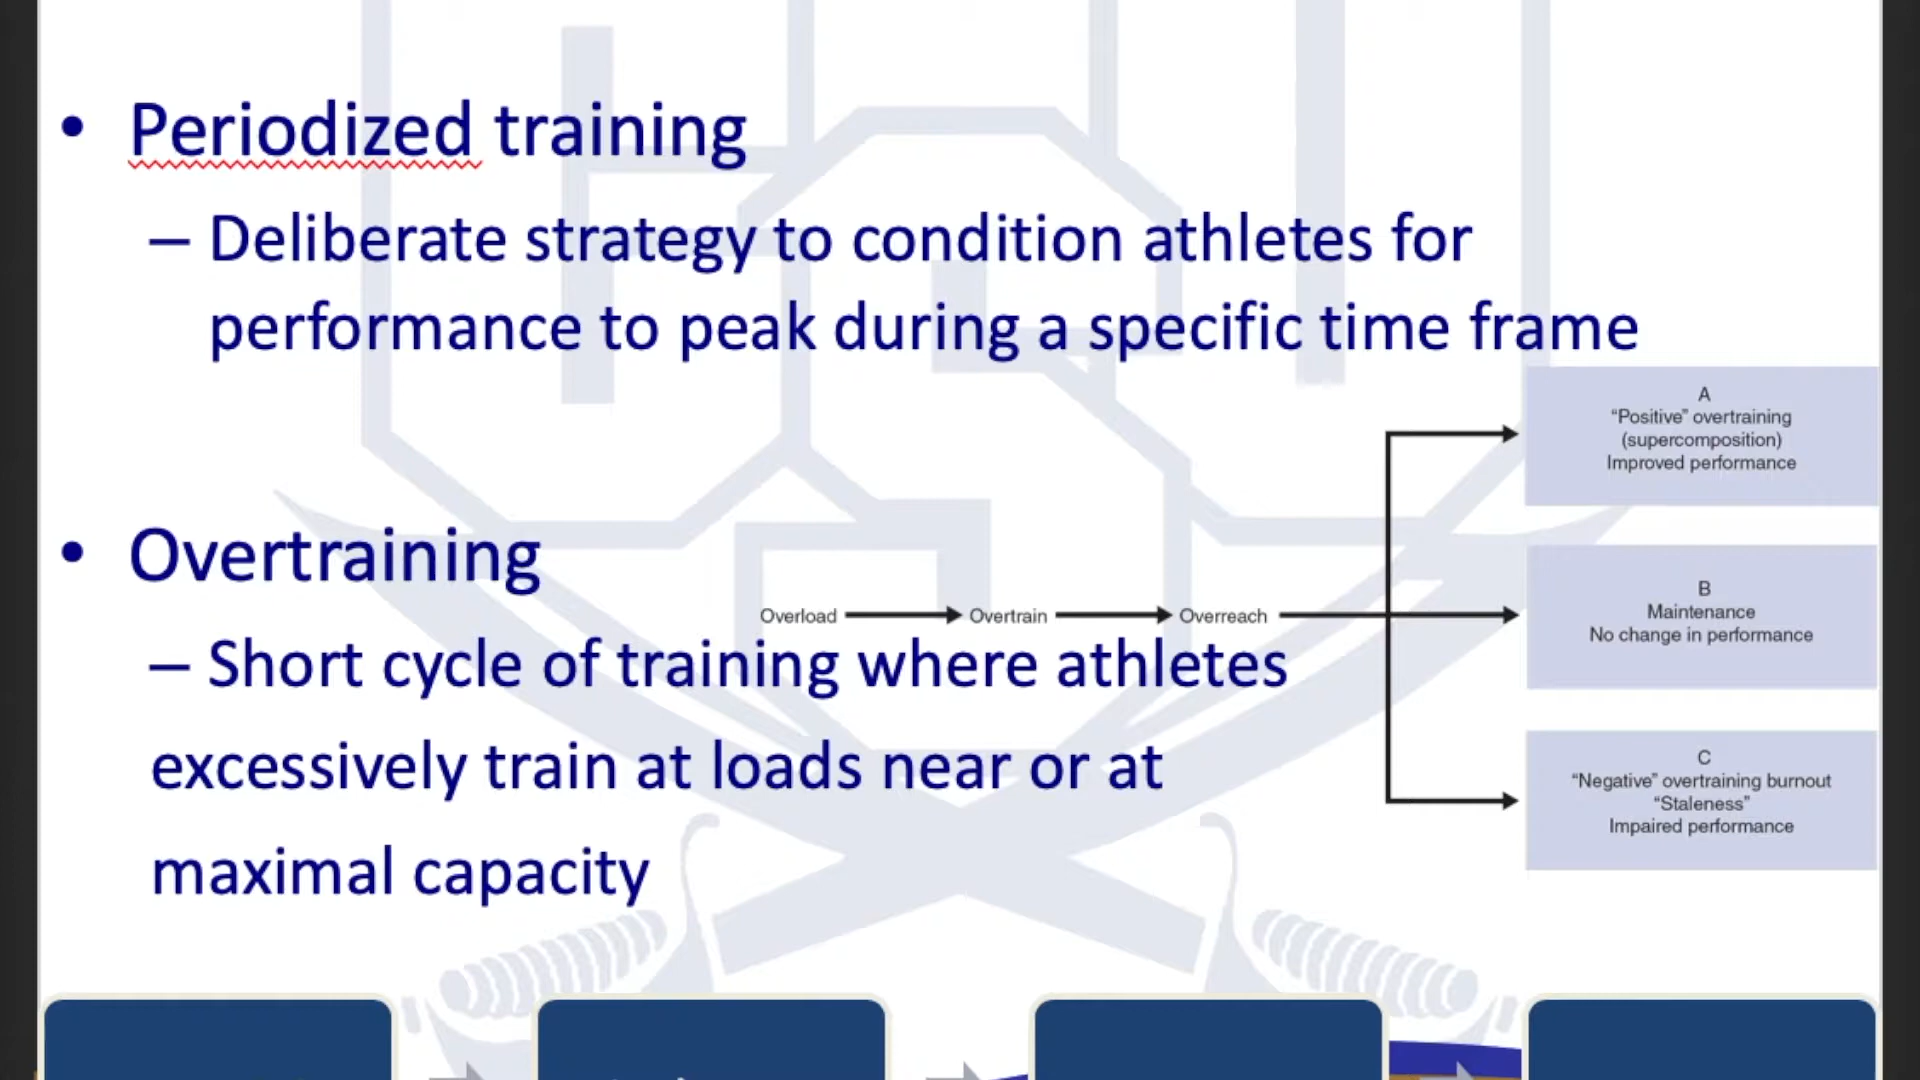 • Periodized training
– Deliberate strategy to condition athletes for
performance to peak during a specific time frame
• Overtraining
– Short cycle of training where athletes
excessively train at loads near or at
maximal capacity
Overload
Overtrain
Overreach
A
“Positive” overtraining
(supercomposition)
Improved performance
B
Maintenance
No change in performance
C
“Negative” overtraining burnout
“Staleness”
Impaired performance